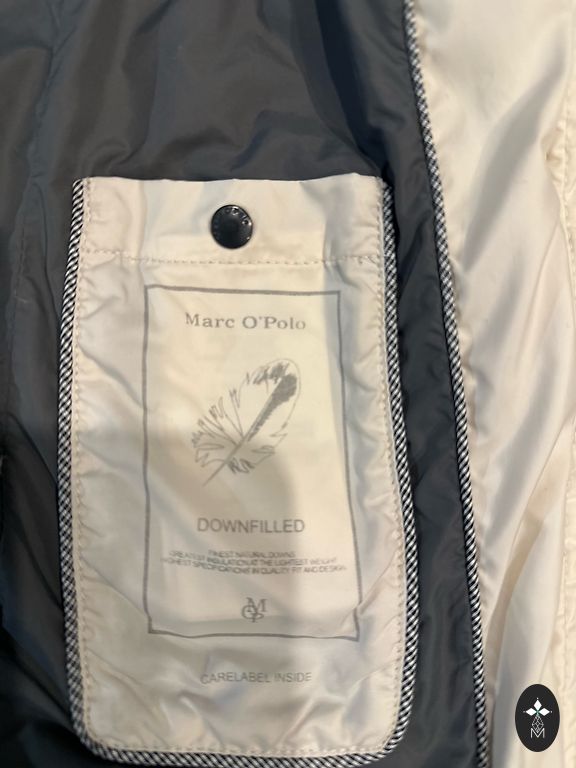 Marc O'Polo
DOWNFILLED
FINEST NATURAL DOWNS
GREATEST INSULATION AT THE LIGHTEST WEIGHT
HIGHEST SPECIFICATIONS IN QUALITY, FIT AND DESIGN.
MOP
CARELABEL INSIDE
M